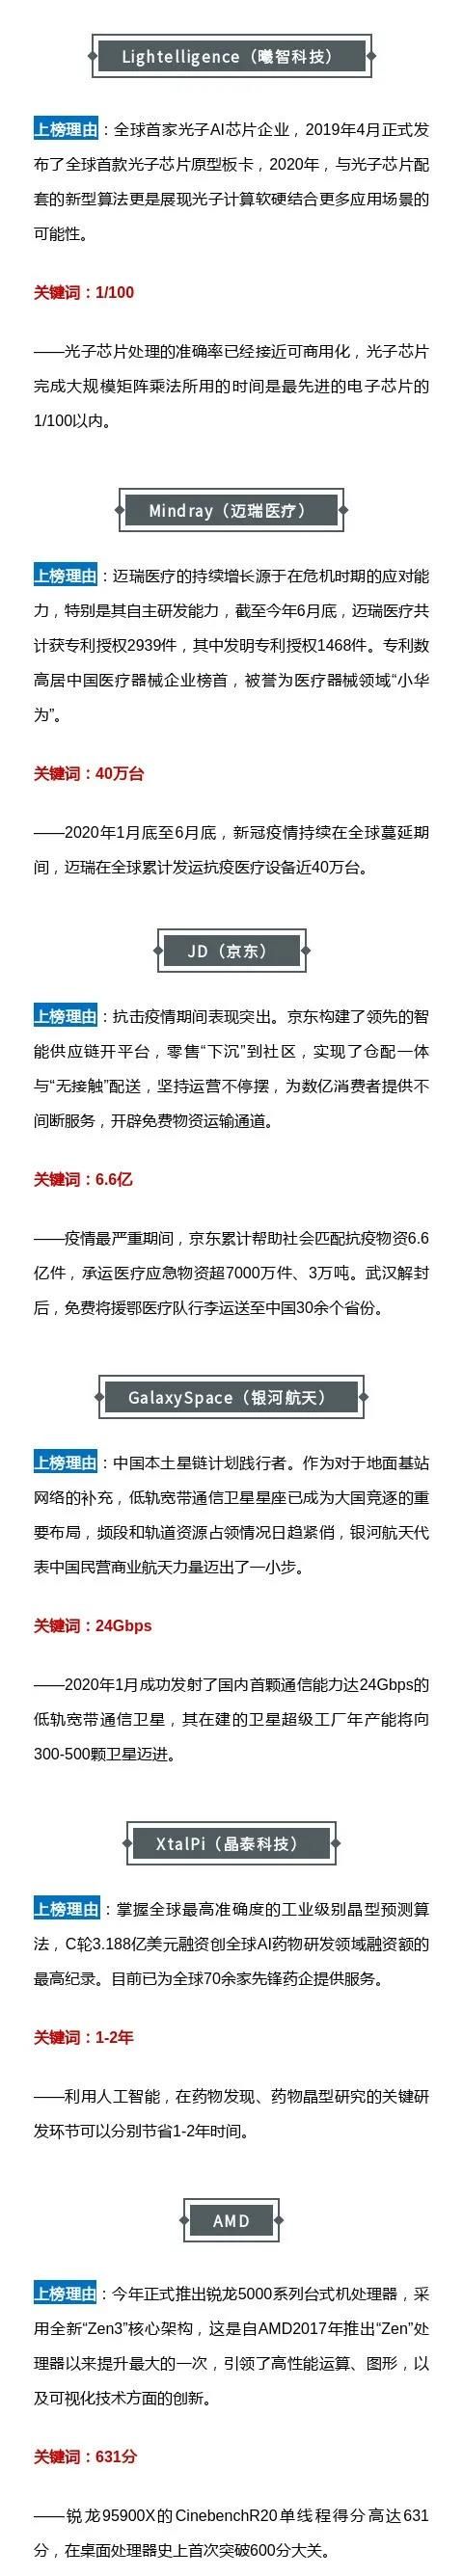 Lightelligence（曦智科技）
上榜理由：全球首家光子AI芯片企业，2019年4月正式发
布了全球首款光子芯片原型板卡，2020年，与光子芯片配
套的新型算法更是展现光子计算软硬结合更多应用场景的
可能性。
关键词：1/100
——光子芯片处理的准确率已经接近可商用化，光子芯片
完成大规模矩阵乘法所用的时间是最先进的电子芯片的
1/100以内。
Mindray（迈瑞医疗）
上榜理由：迈瑞医疗的持续增长源于在危机时期的应对能
力，特别是其自主研发能力，截至今年6月底，迈瑞医疗共
计获专利授权2939件，其中发明专利授权1468件。专利数
高居中国医疗器械企业榜首，被誉为医疗器械领域“小华
为”。
关键词：40万台
——2020年1月底至6月底，新冠疫情持续在全球蔓延期
间，迈瑞在全球累计发运抗疫医疗设备近40万台。
JD（京东）
上榜理由：抗击疫情期间表现突出。京东构建了领先的智
能供应链开平台，零售“下沉”到社区，实现了仓配一体
与“无接触”配送，坚持运营不停摆，为数亿消费者提供不
间断服务，开辟免费物资运输通道。
关键词：6.6亿
——疫情最严重期间，京东累计帮助社会匹配抗疫物资6.6
亿件，承运医疗应急物资超7000万件、3万吨。武汉解封
后，免费将援鄂医疗队行李运送至中国30余个省份。
GalaxySpace（银河航天）
上榜理由：中国本土星链计划践行者。作为对于地面基站
网络的补充，低轨宽带通信卫星星座已成为大国竞逐的重
要布局，频段和轨道资源占领情况日趋紧俏，银河航天代
表中国民营商业航天力量迈出了一小步。
关键词：24Gbps
——2020年1月成功发射了国内首颗通信能力达24Gbps的
低轨宽带通信卫星，其在建的卫星超级工厂年产能将向
300-500颗卫星迈进。
XtalPi（晶泰科技）
上榜理由：掌握全球最高准确度的工业级别晶型预测算
法，C轮3.188亿美元融资创全球AI药物研发领域融资额的
最高纪录。目前已为全球70余家先锋药企提供服务。
关键词：1-2年
——利用人工智能，在药物发现、药物晶型研究的关键研
发环节可以分别节省1-2年时间。
AMD
上榜理由：今年正式推出锐龙5000系列台式机处理器，采
用全新“Zen3”核心架构，这是自AMD2017年推出“Zen”处
理器以来提升最大的一次，引领了高性能运算、图形，以
及可视化技术方面的创新。
关键词：631分
——锐龙95900X的CinebenchR20单线程得分高达631
分，在桌面处理器史上首次突破600分大关。